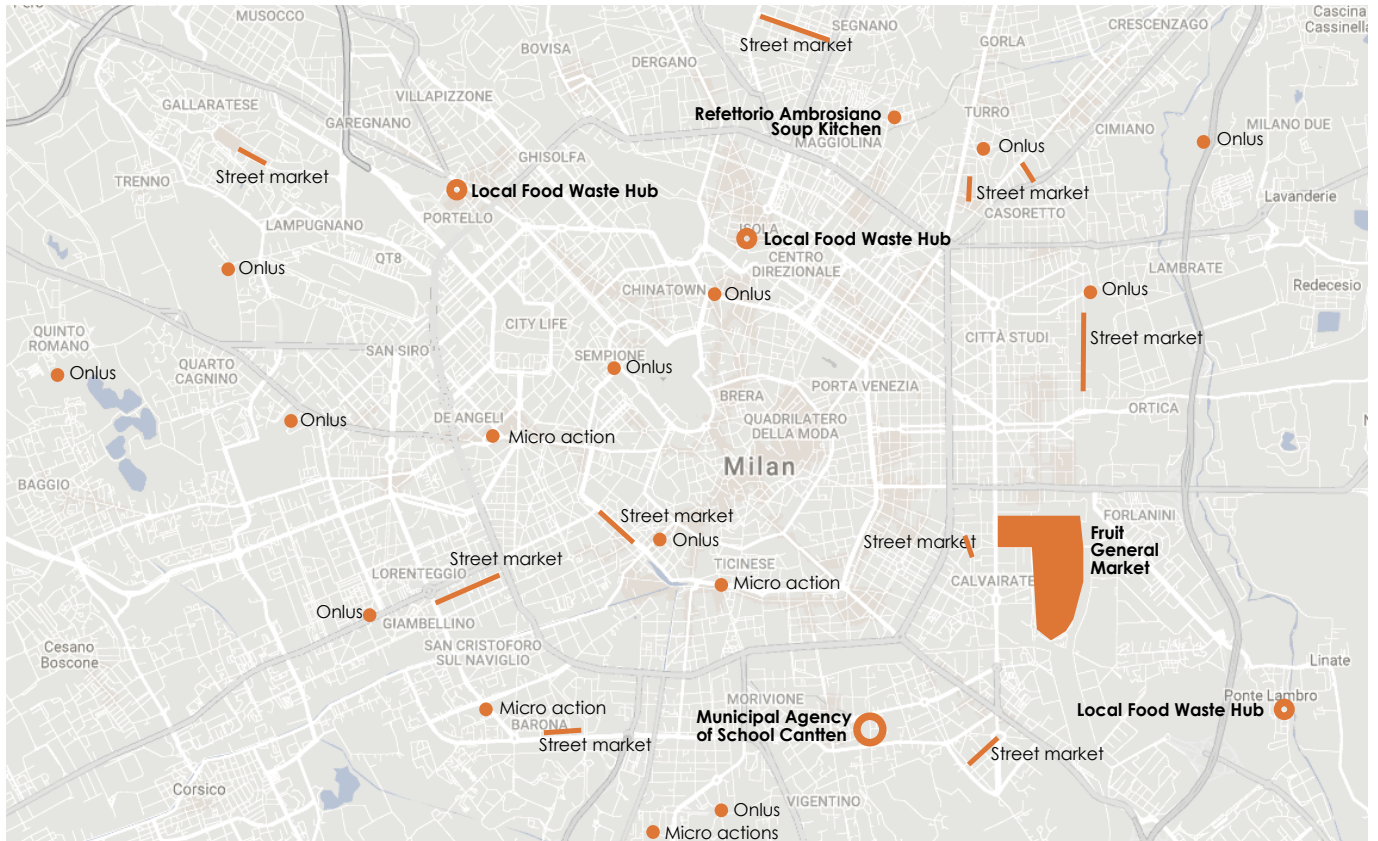 MUSOCCO
SEGNANO
CRESCENZAGO
Cascina
Cassinella
Street market
GORLA
BOVISA
DERGANO
VILLAPIZZONE
GALLARATESE
GAREGNANO
Refettorio Ambrosiano
Soup Kitchen
MAGGIOLINA
TURRO
CIMIANO
MILANO DUE
Onlus
Onlus
GHISOLFA
Street market
TRENNO
Local Food Waste Hub
PORTELLO
Street market
CASORETTO
Lavanderie
LAMPUGNANO
ISOLA
Local Food Waste Hub
CENTRO
DIREZIONALE
QT8
Onlus
LAMBRATE
Redecesio
CHINATOWN
Onlus
Onlus
CITY LIFE
QUINTO
ROMANO
SAN SIRO
CITTÀ STUDI
Street market
SEMPIONE
Onlus
QUARTO
CAGNINO
Onlus
PORTA VENEZIA
BRERA
ORTICA
Onlus
DE ANGELI
Micro action
QUADRILATERO
DELLA MODA
Milan
BAGGIO
Street market
FORLANINI
Fruit
General
Market
Onlus
Street market
Street market
TICINESE
LORENTEGGIO
CALVAIRATE
Micro action
Onlus
GIAMBELLINO
SAN CRISTOFORO
SUL NAVIGLIO
Cesano
Boscone
Linate
Ponte Lambro
MORIVIONE
Micro action
BARONA
Municipal Agency
of School Cantten
Local Food Waste Hub
Street market
Street market
Corsico
VIGENTINO
Onlus
Micro actions